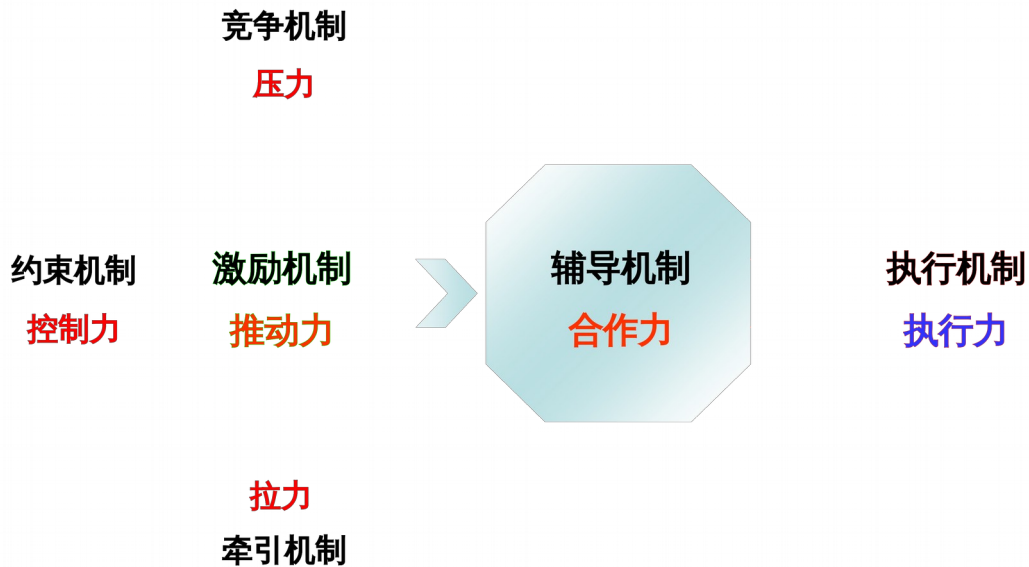 竞争机制
压力
约束机制
控制力
激励机制
推动力
辅导机制
合作力
执行机制
执行力
拉力
牵引机制